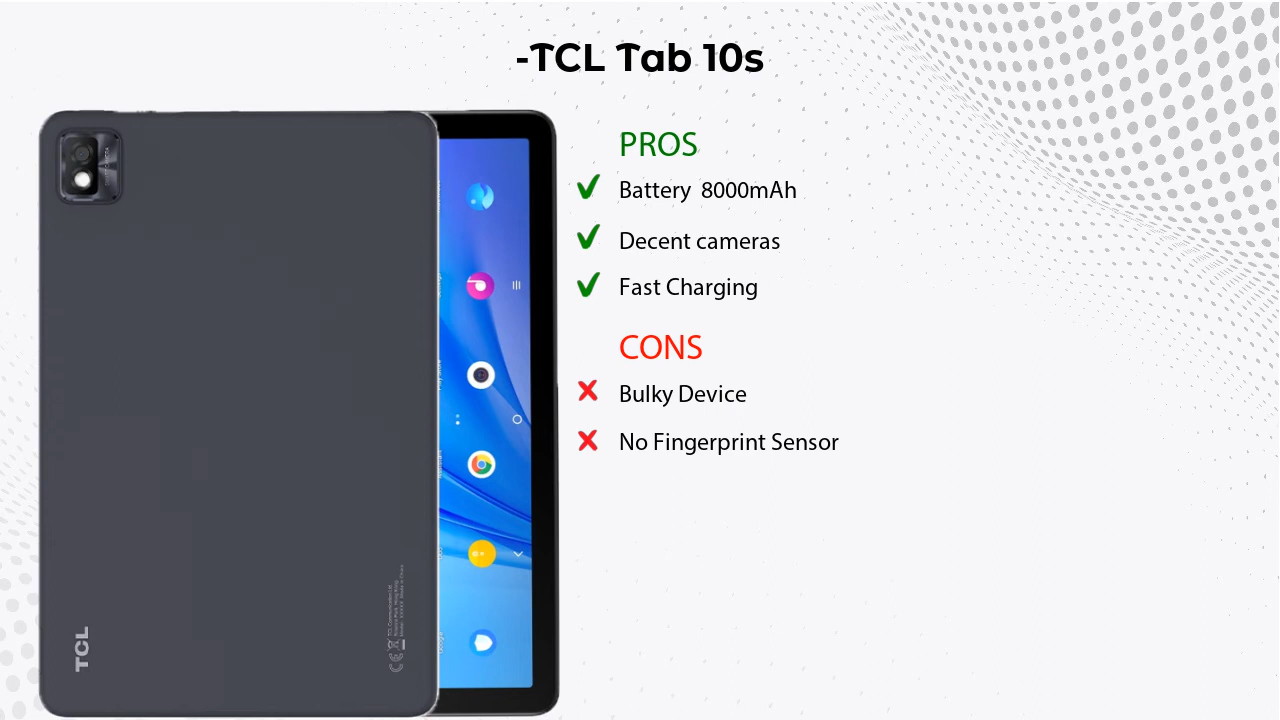 -TCL Tab 10s
PROS
Battery 8000mAh
Decent cameras
Fast Charging
CONS
Bulky Device
No Fingerprint Sensor
TCL